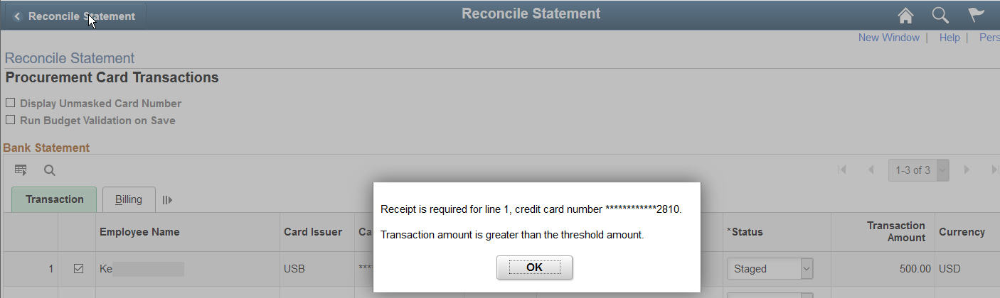 Reconcile Statement
Reconcile Statement
New Window | Help | Pers
Reconcile Statement
Procurement Card Transactions
Display Unmasked Card Number
Run Budget Validation on Save
Bank Statement
1-3 of 3
Transaction
Billing
Employee Name
Card Issuer
Ca
*Status
Transaction Amount
Currency
1
Ke
USB
****
Staged
500.00
USD
Receipt is required for line 1, credit card number ************2810.
Transaction amount is greater than the threshold amount.
OK